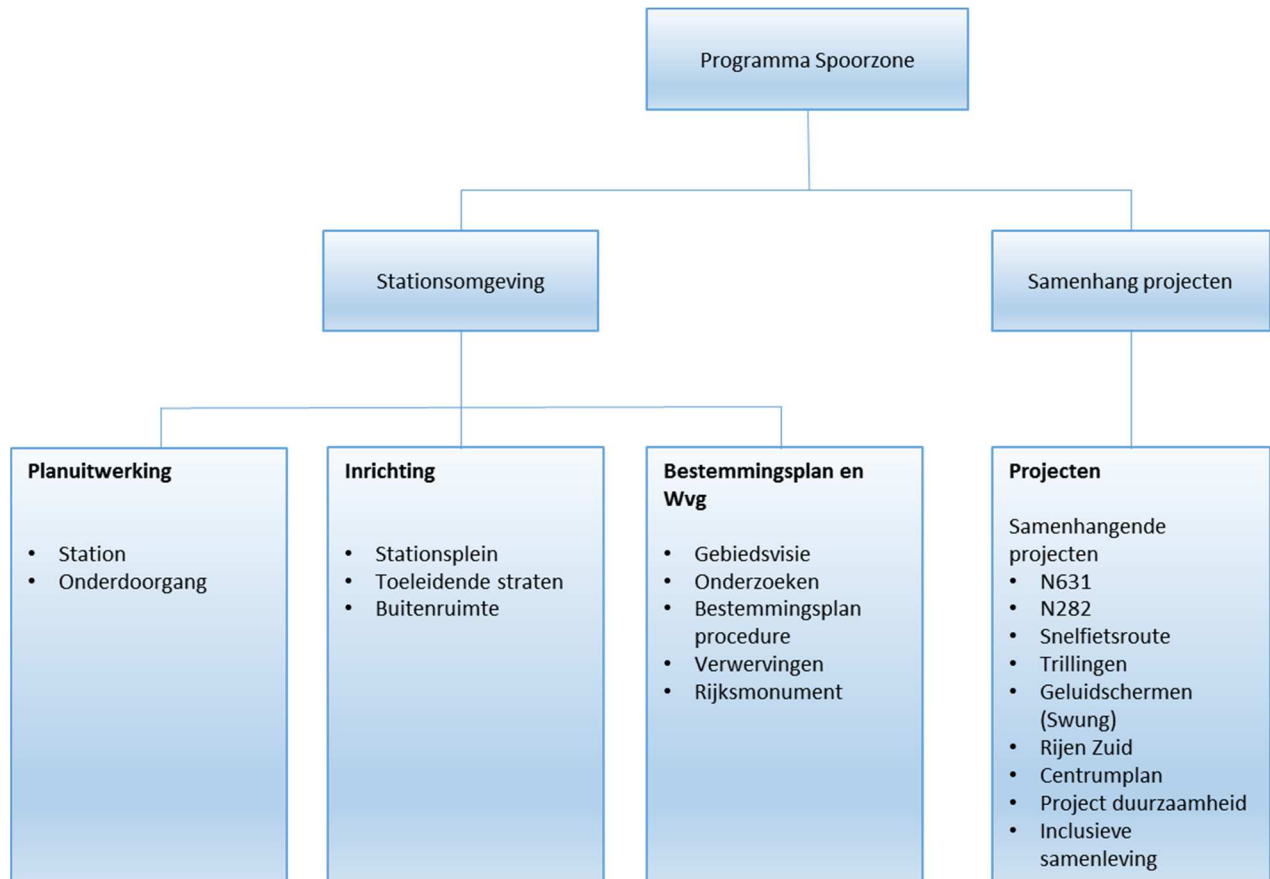 Programma Spoorzone
Stationsomgeving
Samenhang projecten
Planuitwerking
• Station
• Onderdoorgang
Inrichting
• Stationsplein
• Toeleidende straten
• Buitenruimte
Bestemmingsplan en
Wvg
• Gebiedsvisie
• Onderzoeken
• Bestemmingsplan
procedure
• Verwervingen
• Rijksmonument
Projecten
Samenhangende
projecten
• N631
• N282
• Snelfietsroute
• Trillingen
• Geluidschermen
(Swung)
• Rijen Zuid
• Centrumplan
• Project duurzaamheid
• Inclusieve
samenleving